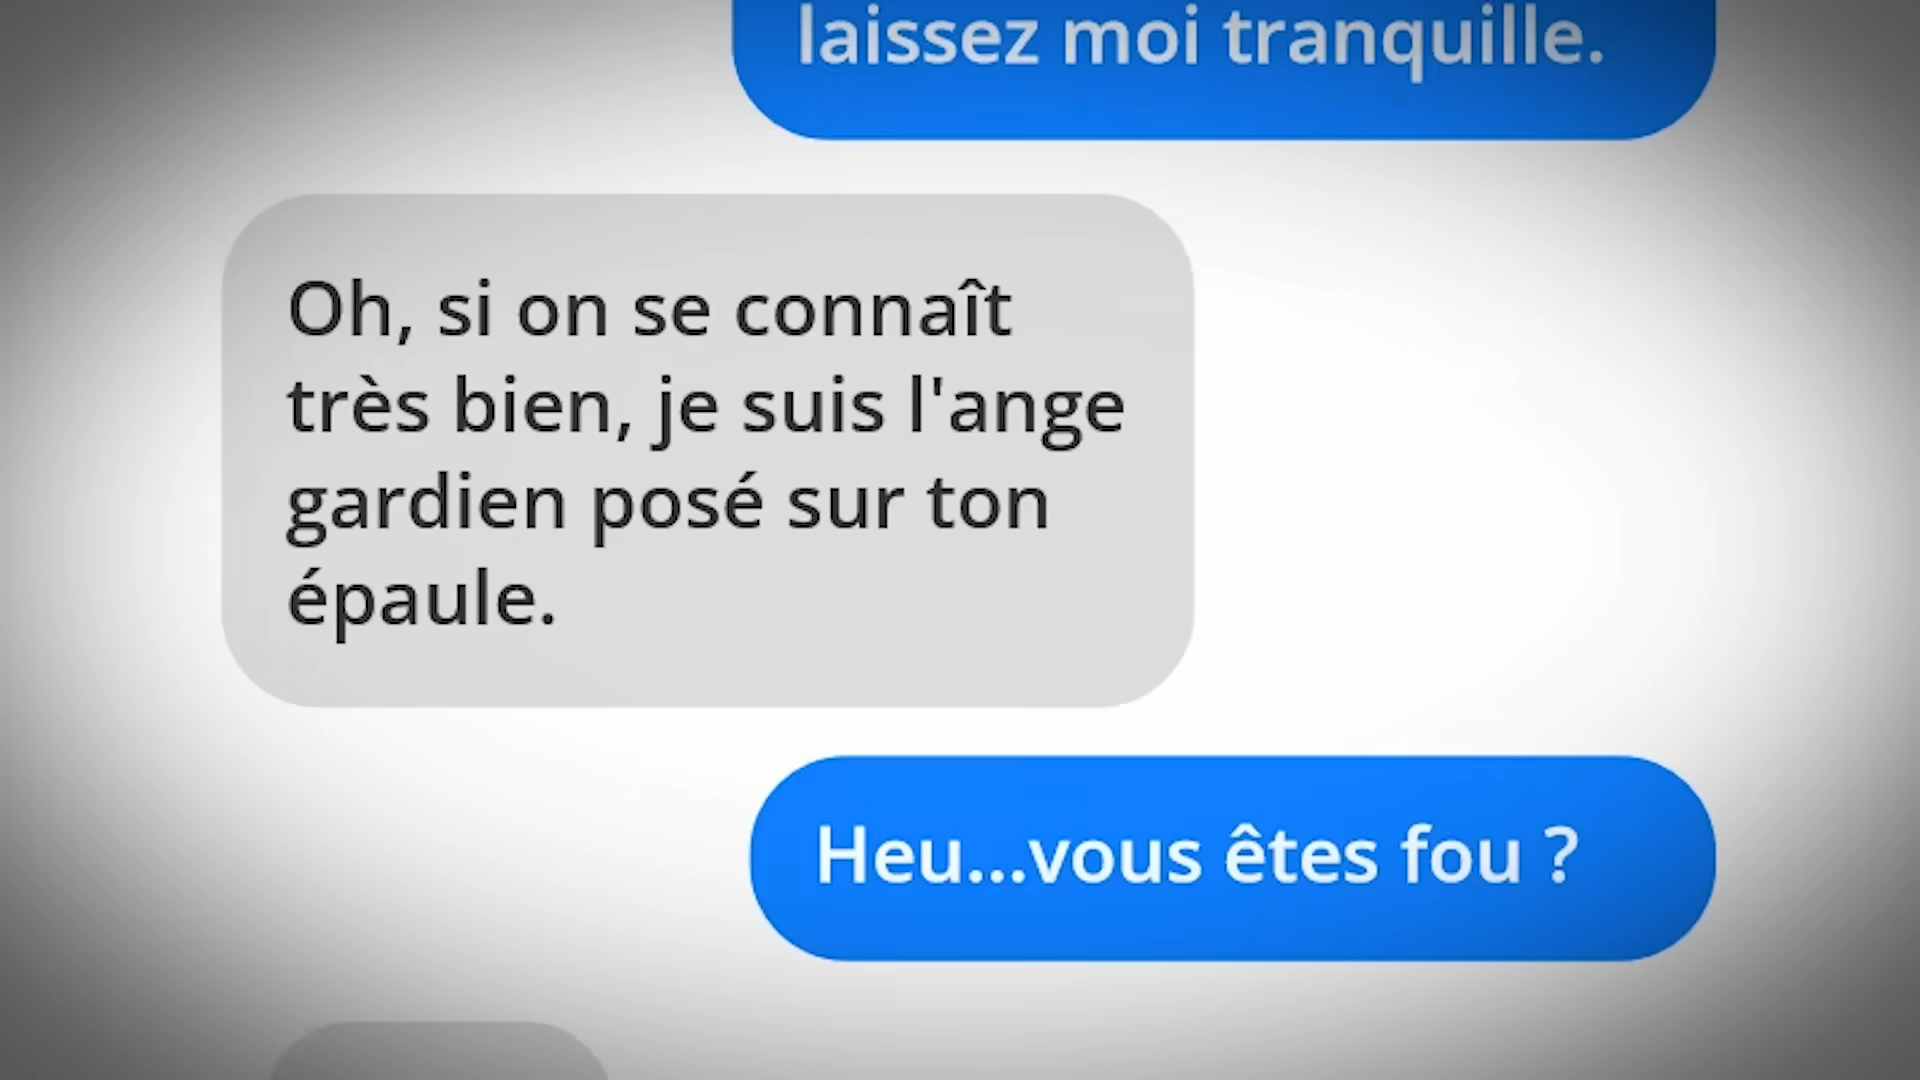 laissez moi tranquille.
Oh, si on se connaît
très bien, je suis l'ange
gardien posé sur ton
épaule.
Heu...vous êtes fou ?